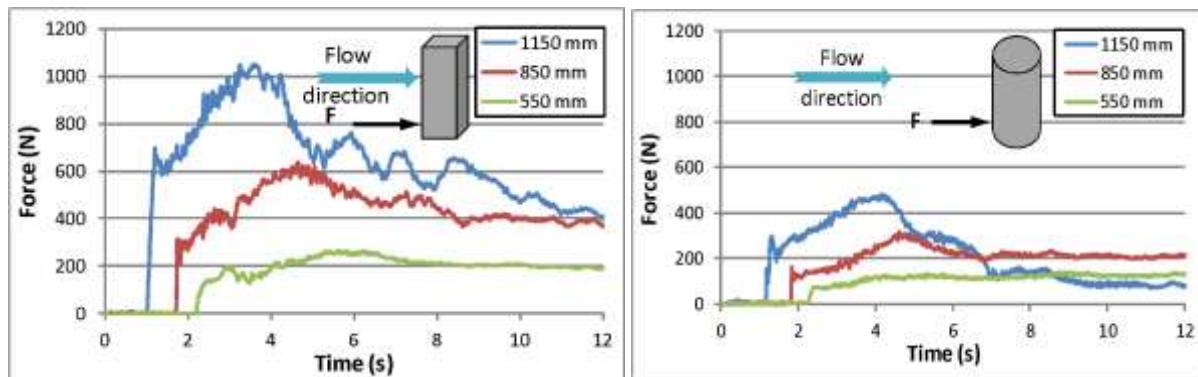 1200
1000
800
600
400
200
0
Force (N)
0 2 4 6 8 10 12
Time (s)
Flow
direction
F
1150 mm
850 mm
550 mm
1200
1000
800
600
400
200
0
Force (N)
0 2 4 6 8 10 12
Time (s)
Flow
direction
F
1150 mm
850 mm
550 mm